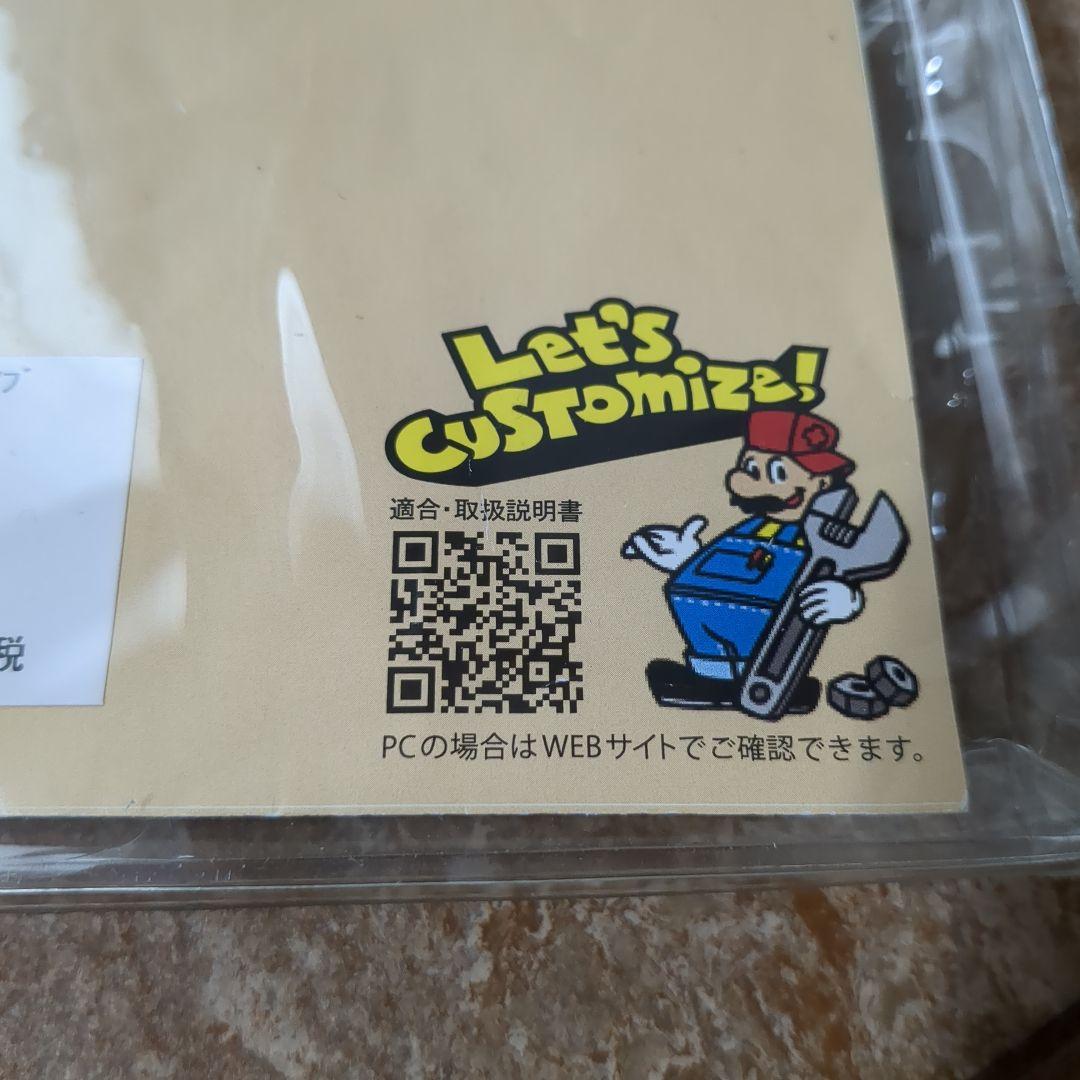 Let's
Customize!
適合・取扱説明書
PCの場合はWEBサイトでご確認できます。
税